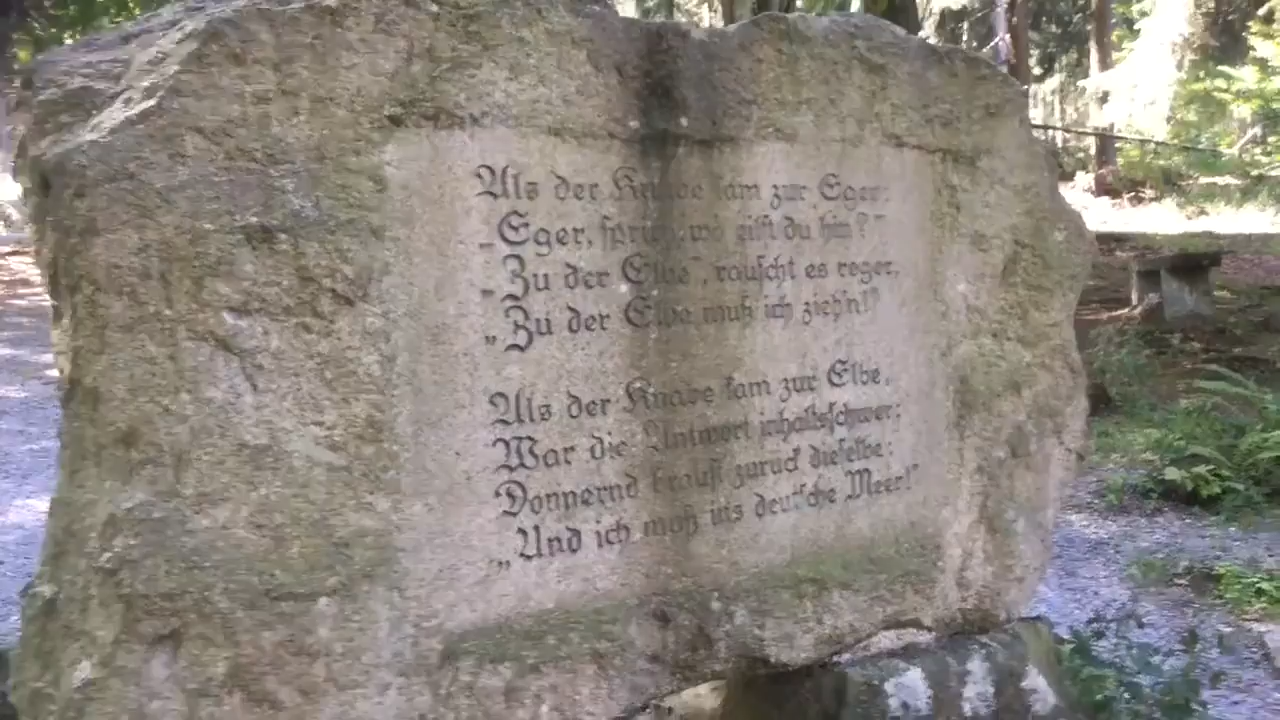 Als der Knabe kam zur Eger:
„Eger, sprich, wo eilst du hin?"
„Zu der Elbe", rauscht es reger,
„Zu der Elbe muß ich zieh'n!"
Als der Knabe kam zur Elbe,
War die Antwort inhaltsschwer;
Donnernd braust zurück dieselbe:
„Und ich muß ins deutsche Meer!"